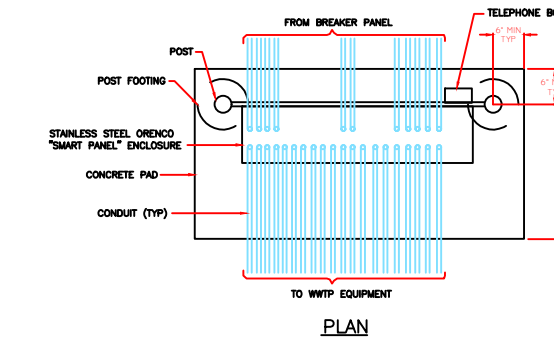 TELEPHONE
FROM BREAKER PANEL
6" MIN
TYP
POST
POST FOOTING
6"
STAINLESS STEEL ORENCO
"SMART PANEL" ENCLOSURE
CONCRETE PAD
CONDUIT (TYP)
TO WWTP EQUIPMENT
PLAN